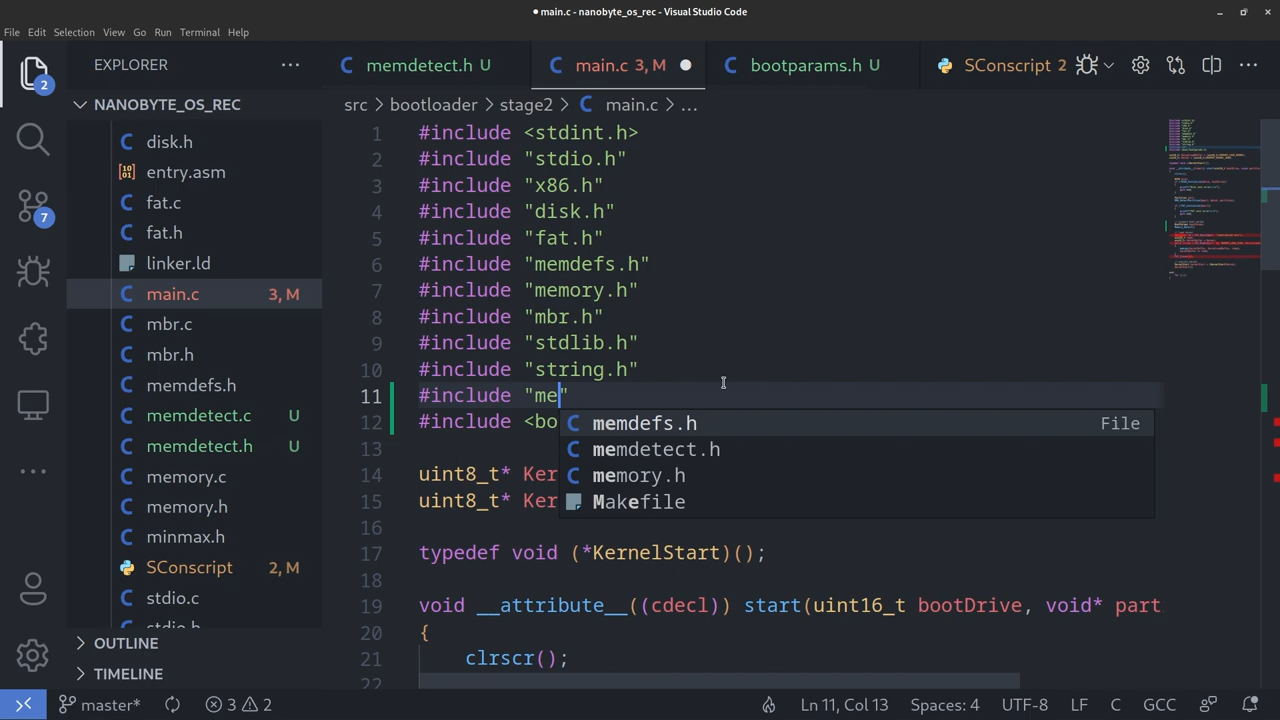 main.c - nanobyte_os_rec - Visual Studio Code
File Edit Selection View Go Run Terminal Help
EXPLORER
memdetect.h U
main.c 3, M
bootparams.h U
SConscript 2
NANOBYTE_OS_REC
src > bootloader > stage2 > main.c > ...
disk.h
entry.asm
fat.c
fat.h
linker.ld
main.c 3, M
mbr.c
mbr.h
memdefs.h
memdetect.c U
memdetect.h U
memory.c
memory.h
minmax.h
SConscript 2, M
stdio.c
stdio.h
OUTLINE
TIMELINE
2
7
1 #include <stdint.h>
2 #include "stdio.h"
3 #include "x86.h"
4 #include "disk.h"
5 #include "fat.h"
6 #include "memdefs.h"
7 #include "memory.h"
8 #include "mbr.h"
9 #include "stdlib.h"
10 #include "string.h"
11 #include "me"
12 #include <bo
13
14 uint8_t* Ker
15 uint8_t* Ker
16
17 typedef void (*KernelStart)();
18
19 void __attribute__((cdecl)) start(uint16_t bootDrive, void* part
20 {
21 clrscr();
22
memdefs.h File
memdetect.h
memory.h
Makefile
master* 3 2 Ln 11, Col 13 Spaces: 4 UTF-8 LF C GCC